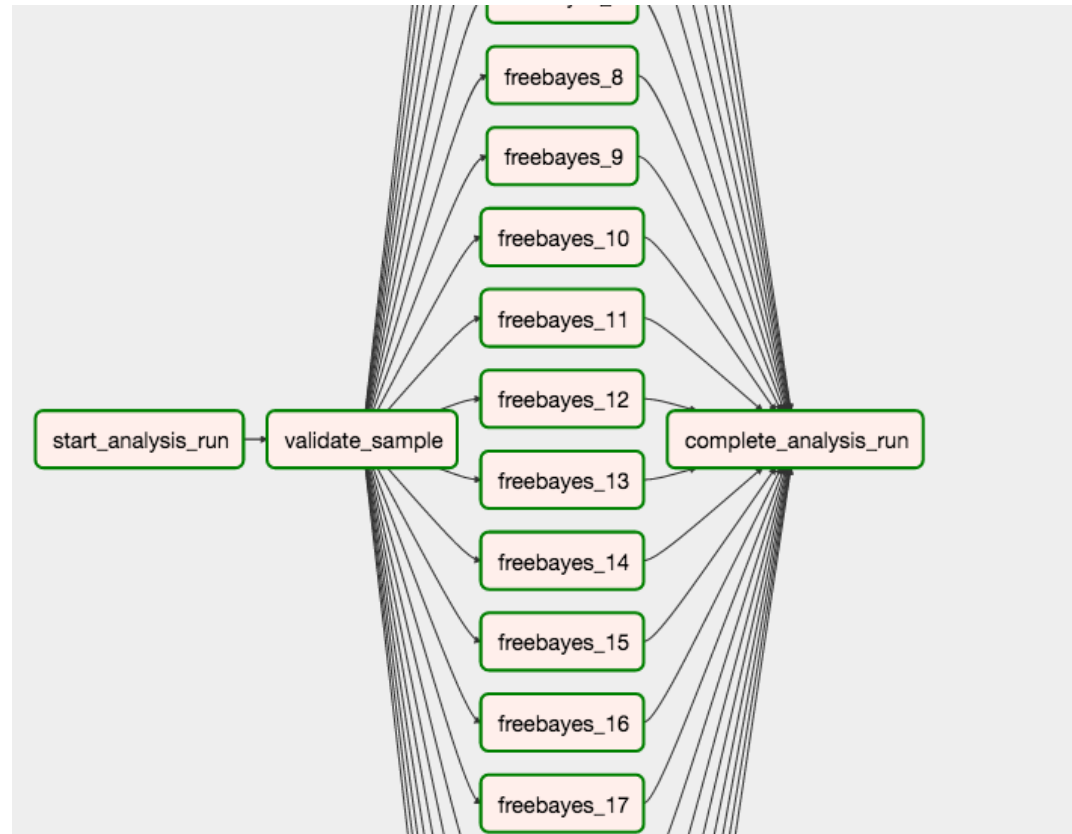 freebayes_8
freebayes_9
freebayes_10
freebayes_11
freebayes_12
start_analysis_run
validate_sample
complete_analysis_run
freebayes_13
freebayes_14
freebayes_15
freebayes_16
freebayes_17